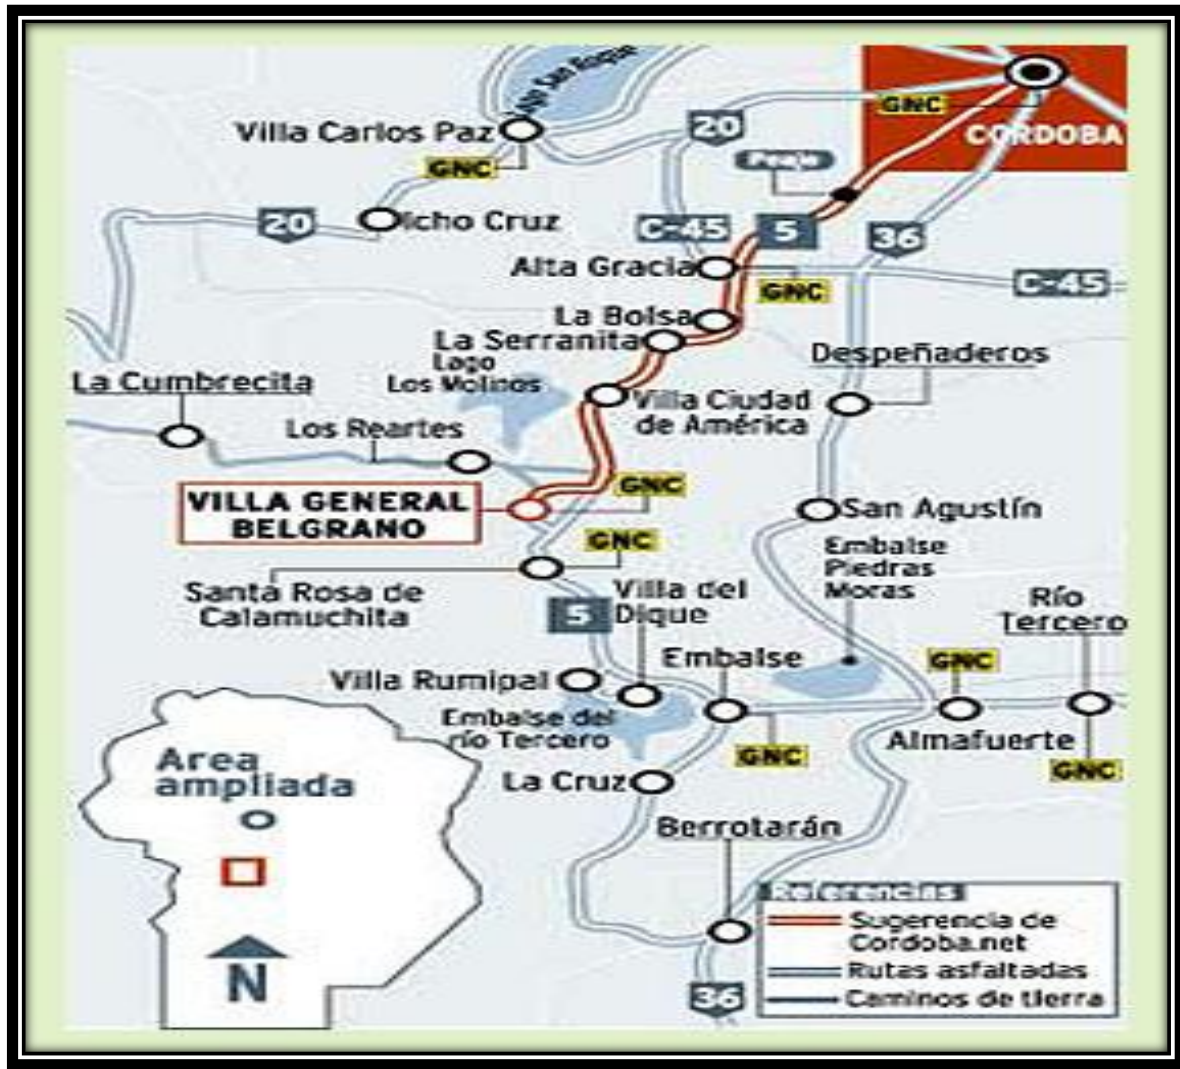 Lago San Roque
Villa Carlos Paz
GNC
20
GNC
CORDOBA
Peaje
20
Icho Cruz
C-45
5
36
Alta Gracia
GNC
C-45
La Bolsa
La Serranita
Lago
Los Molinos
Despeñaderos
La Cumbrecita
Villa Ciudad
de América
Los Reartes
VILLA GENERAL
BELGRANO
GNC
San Agustín
GNC
Embalse
Piedras
Moras
Santa Rosa de
Calamuchita
5
Villa del
Dique
Río
Tercero
Embalse
GNC
Villa Rumipal
Embalse del
río Tercero
GNC
Almafuerte
GNC
La Cruz
Area
ampliada
Berrotarán
N
36
Referencias
Sugerencia de
Cordoba.net
Rutas asfaltadas
Caminos de tierra